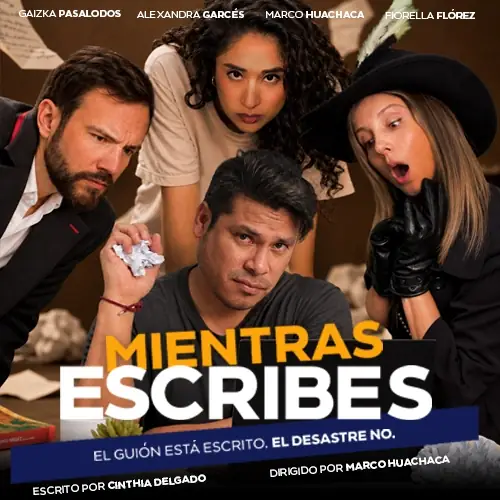 GAIZKA PASALODOS ALEXANDRA GARCÉS MARCO HUACHACA FIORELLA FLÓREZ
MIENTRAS
ESCRIBES
EL GUIÓN ESTÁ ESCRITO. EL DESASTRE NO.
ESCRITO POR CINTHIA DELGADO DIRIGIDO POR MARCO HUACHACA